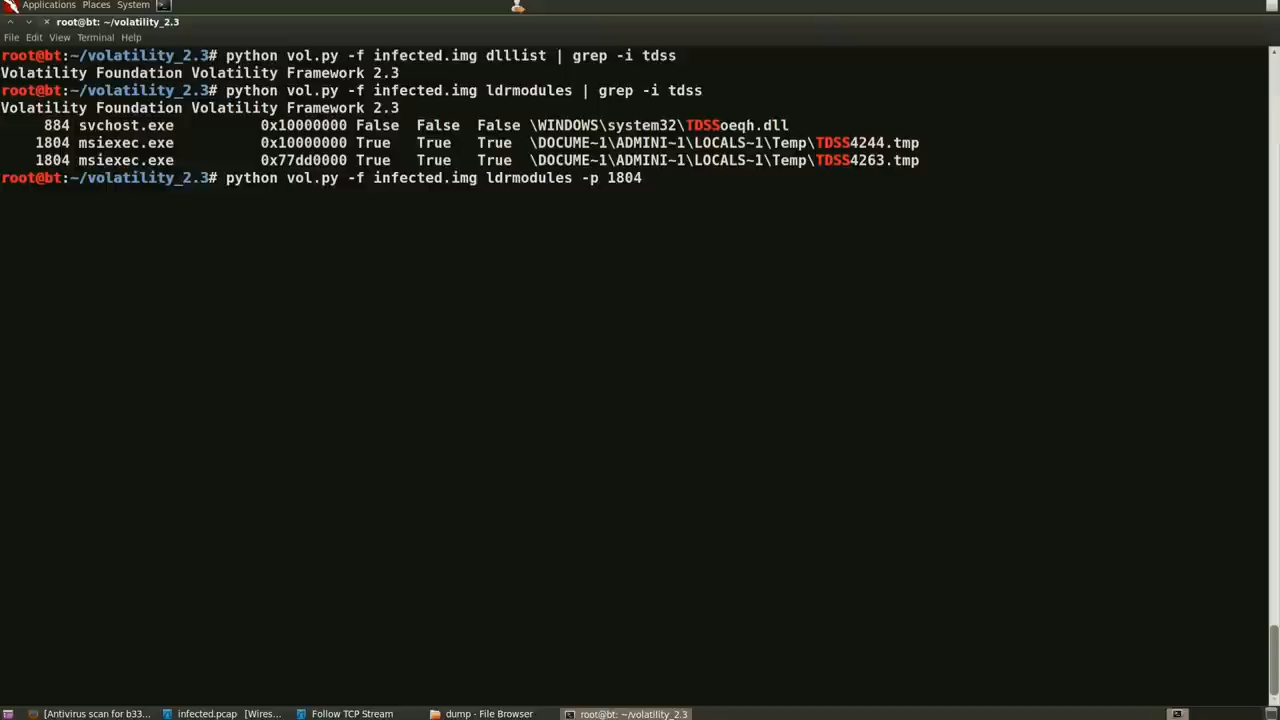 Applications Places System
root@bt: ~/volatility_2.3
File Edit View Terminal Help
root@bt:~/volatility_2.3# python vol.py -f infected.img dlllist | grep -i tdss
Volatility Foundation Volatility Framework 2.3
root@bt:~/volatility_2.3# python vol.py -f infected.img ldrmodules | grep -i tdss
Volatility Foundation Volatility Framework 2.3
884 svchost.exe 0x10000000 False False False \WINDOWS\system32\TDSSoeqh.dll
1804 msiexec.exe 0x10000000 True True True \DOCUME~1\ADMINI~1\LOCALS~1\Temp\TDSS4244.tmp
1804 msiexec.exe 0x77dd0000 True True True \DOCUME~1\ADMINI~1\LOCALS~1\Temp\TDSS4263.tmp
root@bt:~/volatility_2.3# python vol.py -f infected.img ldrmodules -p 1804
[Antivirus scan for b33... infected.pcap [Wires... Follow TCP Stream dump - File Browser root@bt: ~/volatility_2.3